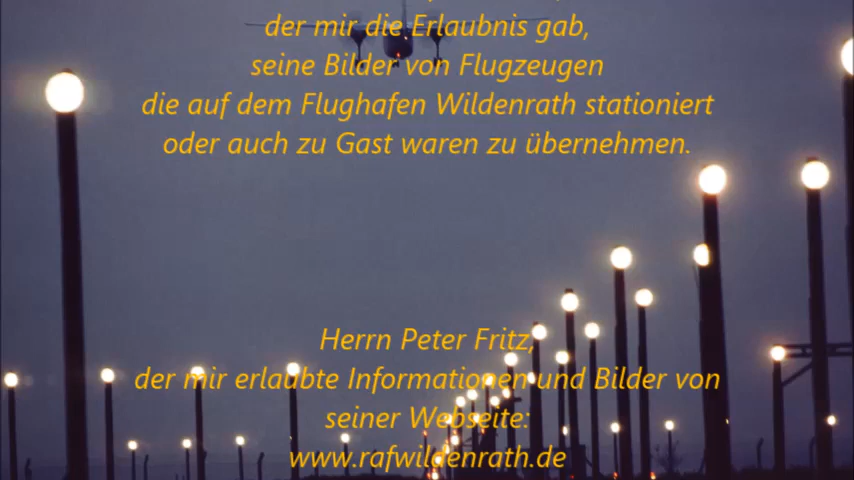 der mir die Erlaubnis gab,
seine Bilder von Flugzeugen
die auf dem Flughafen Wildenrath stationiert
oder auch zu Gast waren zu übernehmen.
Herrn Peter Fritz,
der mir erlaubte Informationen und Bilder von
seiner Webseite:
www.rafwildenrath.de